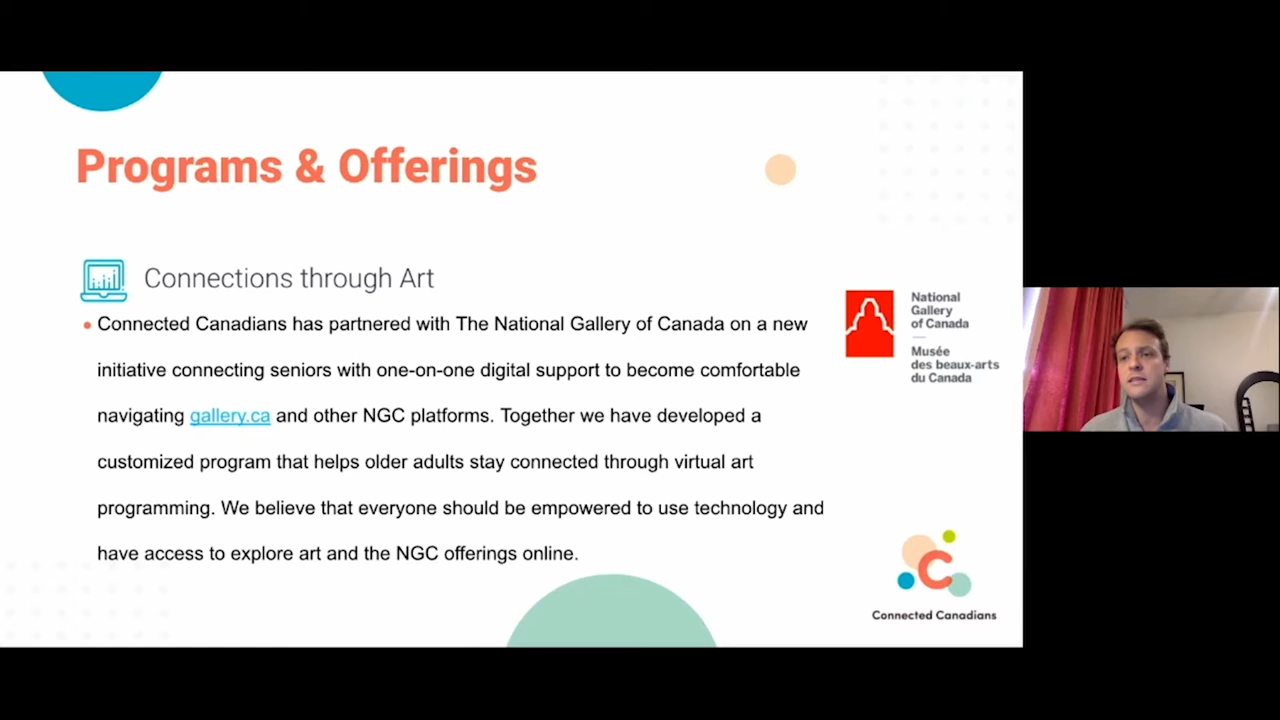 Programs & Offerings
Connections through Art
• Connected Canadians has partnered with The National Gallery of Canada on a new
initiative connecting seniors with one-on-one digital support to become comfortable
navigating gallery.ca and other NGC platforms. Together we have developed a
customized program that helps older adults stay connected through virtual art
programming. We believe that everyone should be empowered to use technology and
have access to explore art and the NGC offerings online.
National
Gallery
of Canada
Musée
des beaux-arts
du Canada
C
Connected Canadians